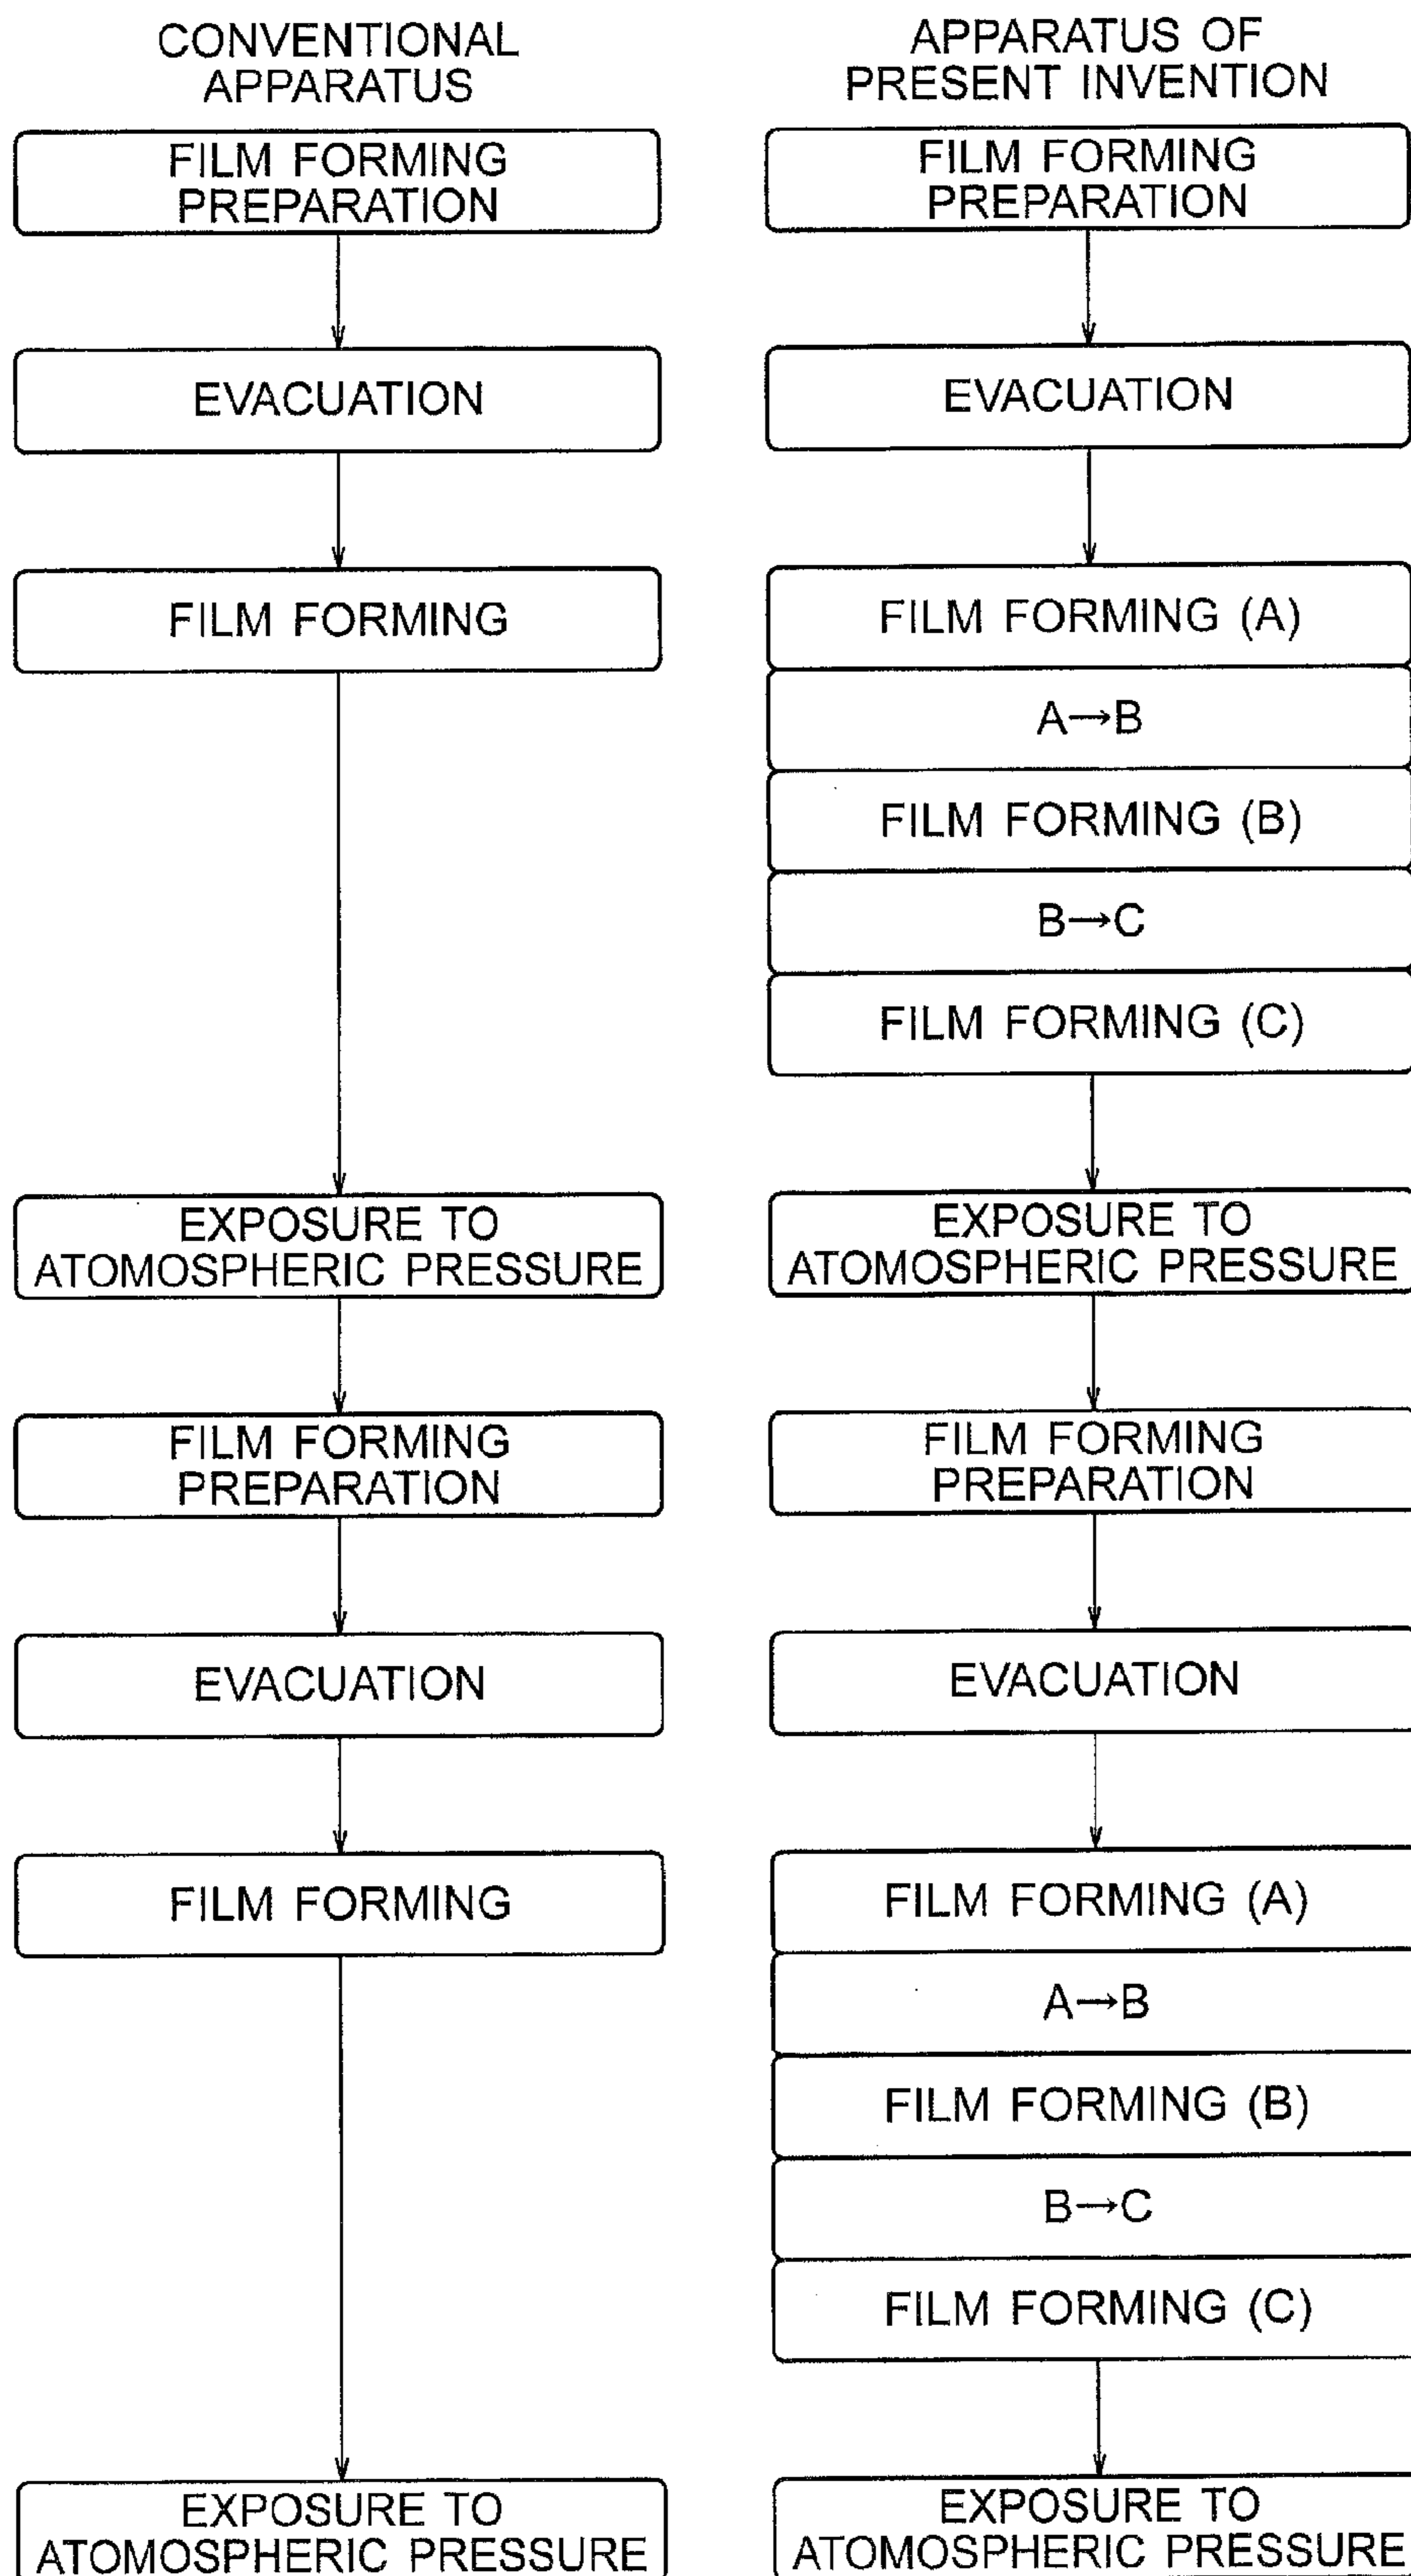 CONVENTIONAL
APPARATUS
FILM FORMING
PREPARATION
EVACUATION
FILM FORMING
EXPOSURE TO
ATOMOSPHERIC PRESSURE
FILM FORMING
PREPARATION
EVACUATION
FILM FORMING
EXPOSURE TO
ATOMOSPHERIC PRESSURE
APPARATUS OF
PRESENT INVENTION
FILM FORMING
PREPARATION
EVACUATION
FILM FORMING (A)
A→B
FILM FORMING (B)
B→C
FILM FORMING (C)
EXPOSURE TO
ATOMOSPHERIC PRESSURE
FILM FORMING
PREPARATION
EVACUATION
FILM FORMING (A)
A→B
FILM FORMING (B)
B→C
FILM FORMING (C)
EXPOSURE TO
ATOMOSPHERIC PRESSURE